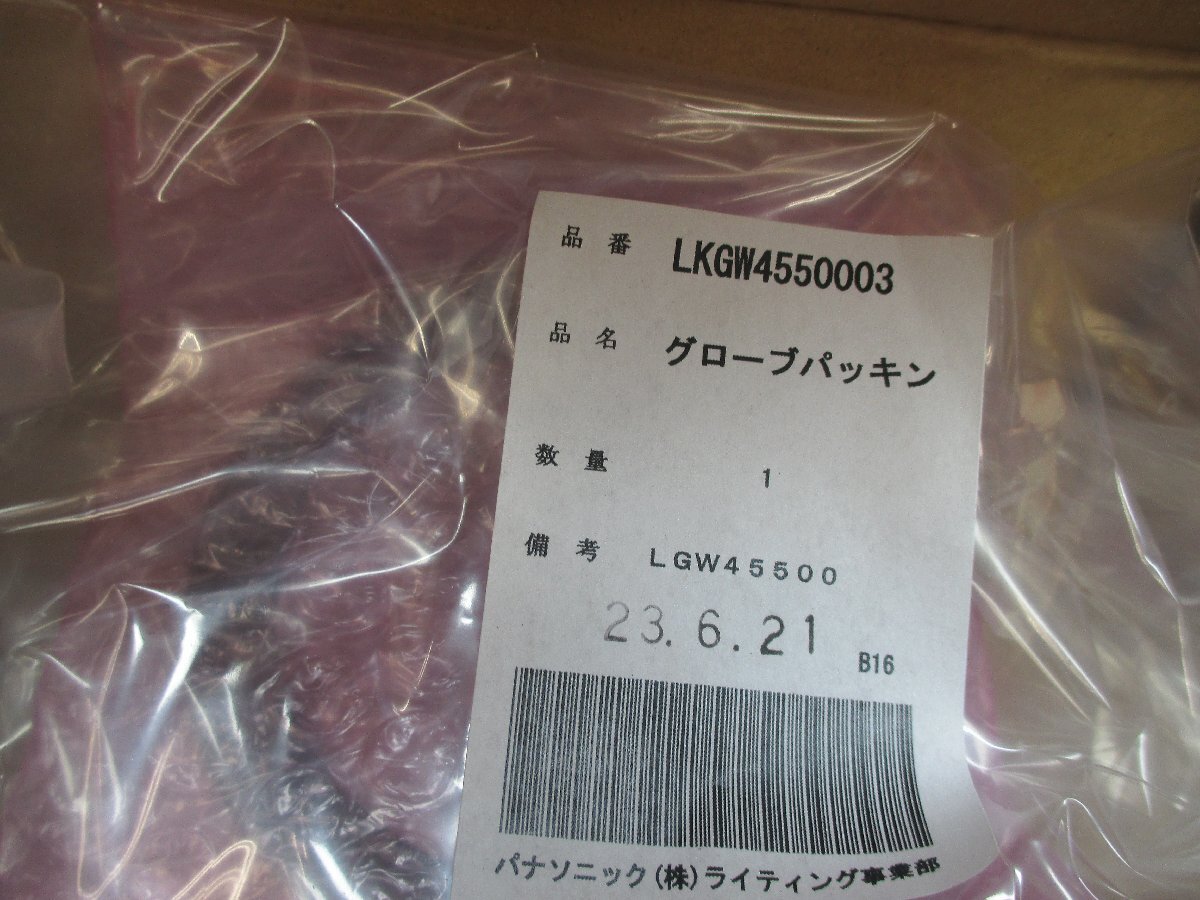 品番 LKGW4550003
品名 グローブパッキン
数量 1
備考 LGW45500
23.6.21
B16
パナソニック(株)ライティング事業部